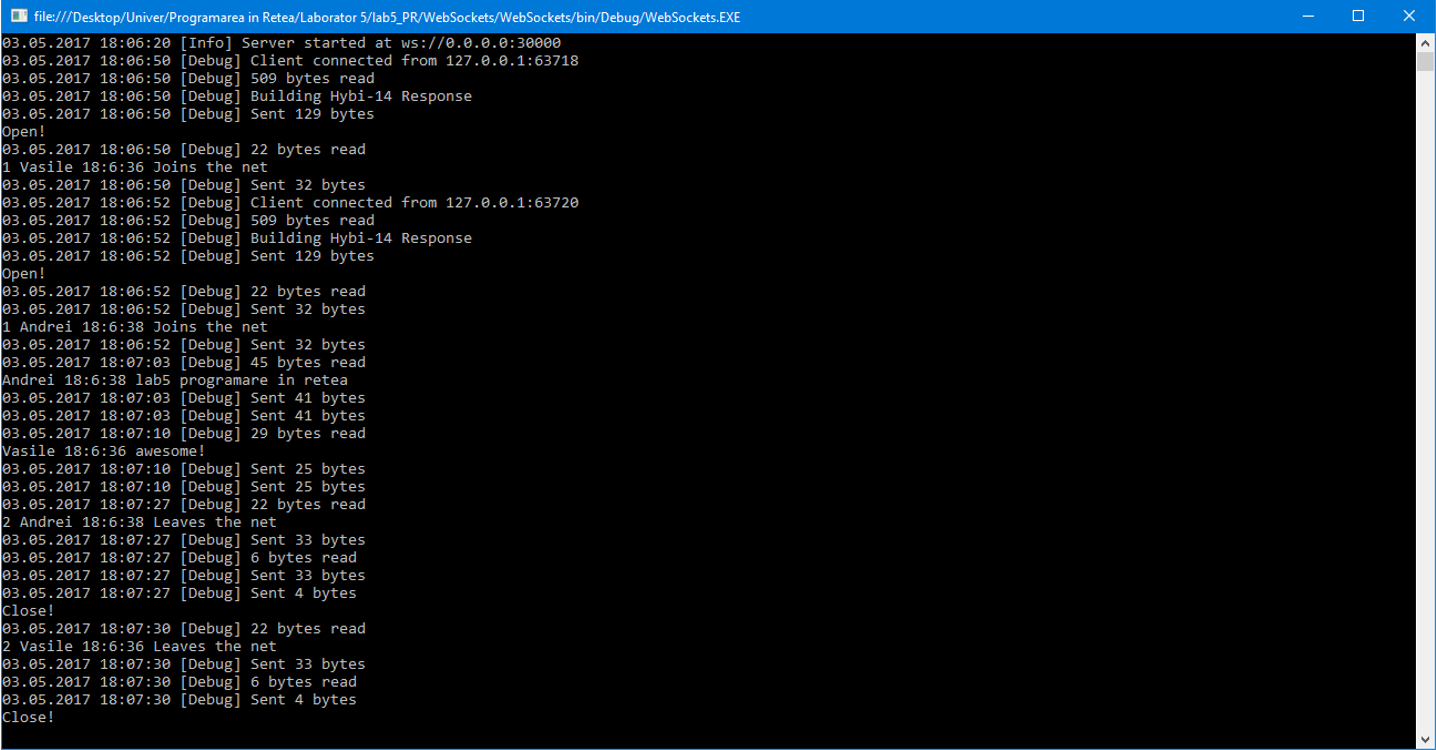 file:///Desktop/Univer/Programarea in Retea/Laborator 5/lab5_PR/WebSockets/WebSockets/bin/Debug/WebSockets.EXE
03.05.2017 18:06:20 [Info] Server started at ws://0.0.0.0:30000
03.05.2017 18:06:50 [Debug] Client connected from 127.0.0.1:63718
03.05.2017 18:06:50 [Debug] 509 bytes read
03.05.2017 18:06:50 [Debug] Building Hybi-14 Response
03.05.2017 18:06:50 [Debug] Sent 129 bytes
Open!
03.05.2017 18:06:50 [Debug] 22 bytes read
1 Vasile 18:6:36 Joins the net
03.05.2017 18:06:50 [Debug] Sent 32 bytes
03.05.2017 18:06:52 [Debug] Client connected from 127.0.0.1:63720
03.05.2017 18:06:52 [Debug] 509 bytes read
03.05.2017 18:06:52 [Debug] Building Hybi-14 Response
03.05.2017 18:06:52 [Debug] Sent 129 bytes
Open!
03.05.2017 18:06:52 [Debug] 22 bytes read
03.05.2017 18:06:52 [Debug] Sent 32 bytes
1 Andrei 18:6:38 Joins the net
03.05.2017 18:06:52 [Debug] Sent 32 bytes
03.05.2017 18:07:03 [Debug] 45 bytes read
Andrei 18:6:38 lab5 programare in retea
03.05.2017 18:07:03 [Debug] Sent 41 bytes
03.05.2017 18:07:03 [Debug] Sent 41 bytes
03.05.2017 18:07:10 [Debug] 29 bytes read
Vasile 18:6:36 awesome!
03.05.2017 18:07:10 [Debug] Sent 25 bytes
03.05.2017 18:07:10 [Debug] Sent 25 bytes
03.05.2017 18:07:27 [Debug] 22 bytes read
2 Andrei 18:6:38 Leaves the net
03.05.2017 18:07:27 [Debug] Sent 33 bytes
03.05.2017 18:07:27 [Debug] 6 bytes read
03.05.2017 18:07:27 [Debug] Sent 33 bytes
03.05.2017 18:07:27 [Debug] Sent 4 bytes
Close!
03.05.2017 18:07:30 [Debug] 22 bytes read
2 Vasile 18:6:36 Leaves the net
03.05.2017 18:07:30 [Debug] Sent 33 bytes
03.05.2017 18:07:30 [Debug] 6 bytes read
03.05.2017 18:07:30 [Debug] Sent 4 bytes
Close!